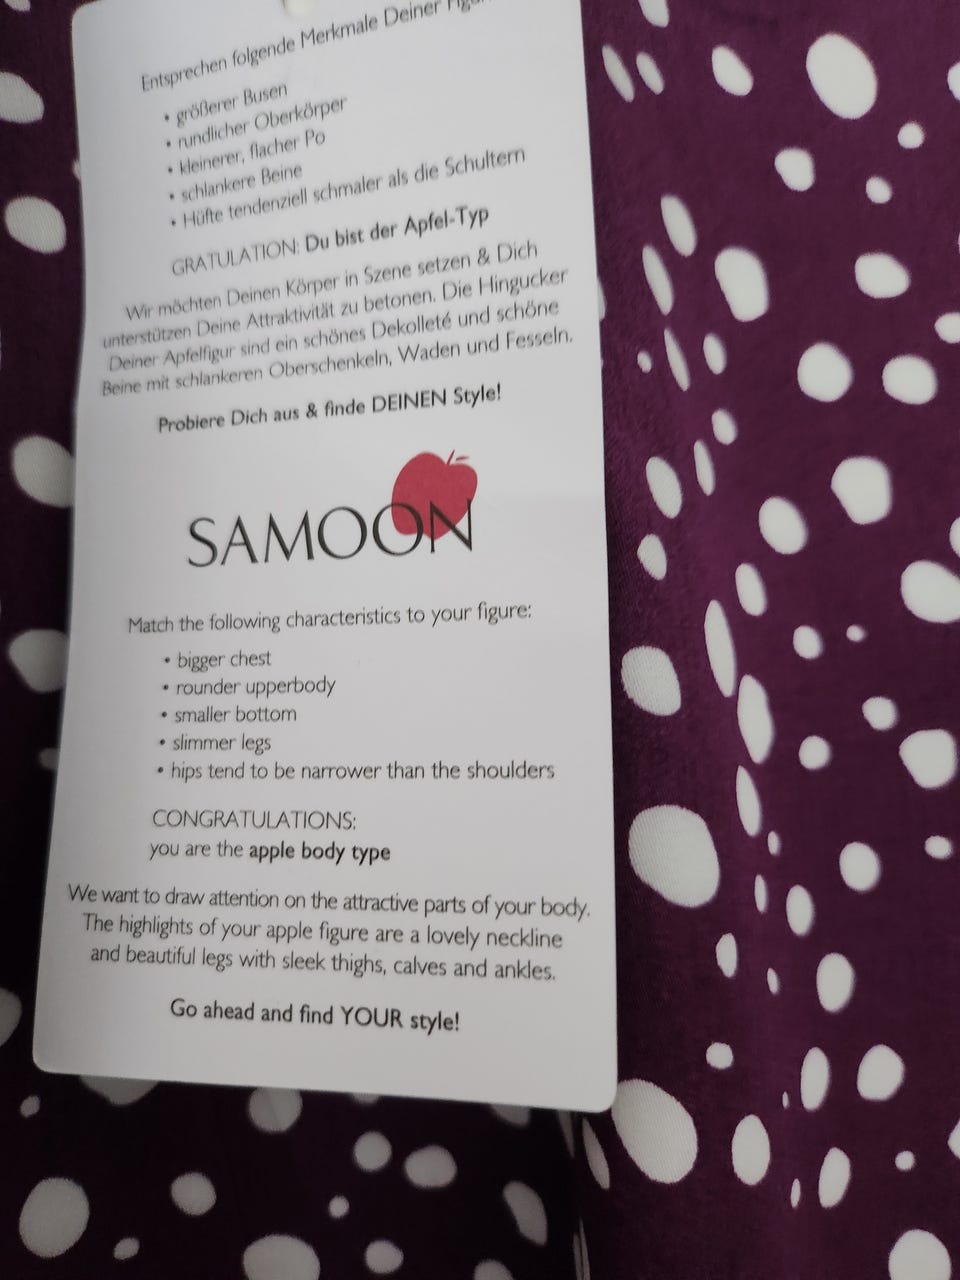 Entsprechen folgende Merkmale Deiner
• größerer Busen
• rundlicher Oberkörper
• kleinerer, flacher Po
• schlankere Beine
• Hüfte tendenziell schmaler als die Schultern
GRATULATION: Du bist der Apfel-Typ
Wir möchten Deinen Körper in Szene setzen & Dich
unterstützen Deine Attraktivität zu betonen. Die Hingucker
Deiner Apfelfigur sind ein schönes Dekolleté und schöne
Beine mit schlankeren Oberschenkeln, Waden und Fesseln.
Probiere Dich aus & finde DEINEN Style!
SAMOON
Match the following characteristics to your figure:
• bigger chest
• rounder upperbody
• smaller bottom
• slimmer legs
• hips tend to be narrower than the shoulders
CONGRATULATIONS:
you are the apple body type
We want to draw attention on the attractive parts of your body.
The highlights of your apple figure are a lovely neckline
and beautiful legs with sleek thighs, calves and ankles.
Go ahead and find YOUR style!